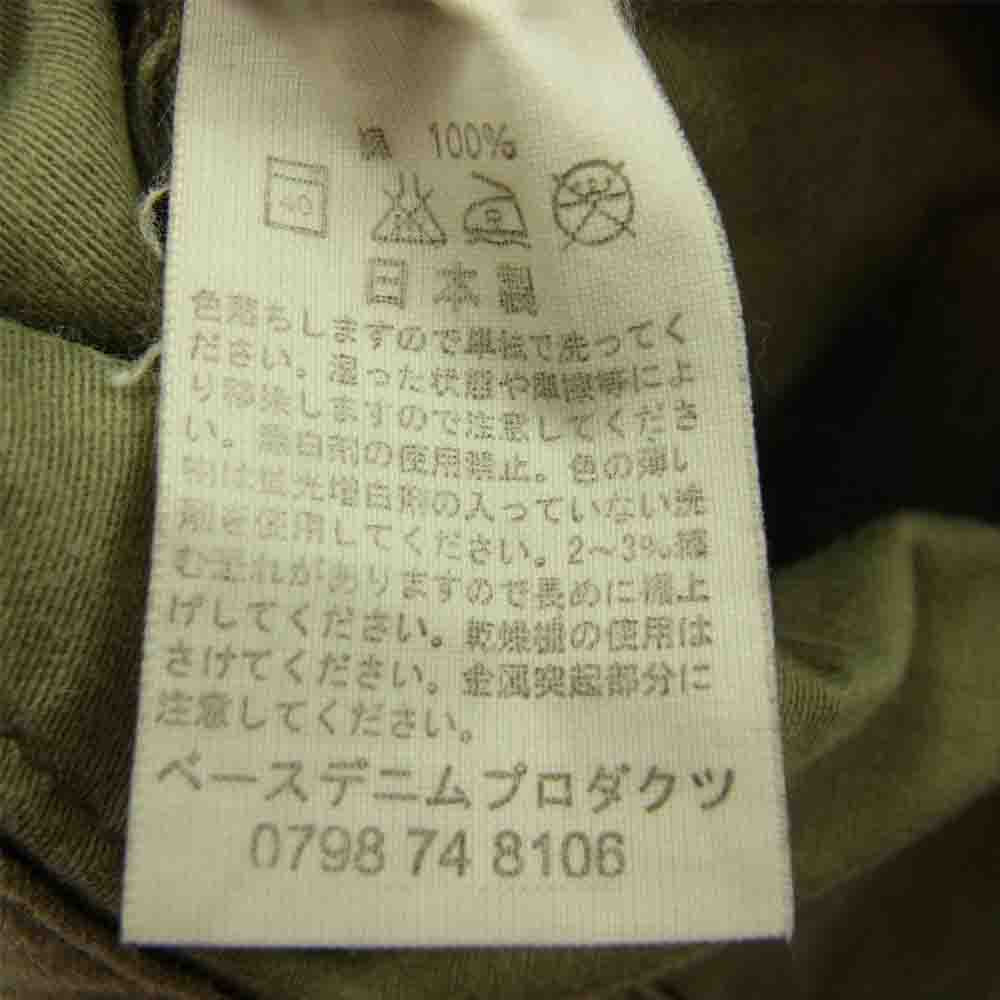 綿 100%
40
日本製
色落ちしますので単独で洗ってく
ださい。湿った状態や摩擦等によ
り移染しますので注意してくださ
い。漂白剤の使用禁止。色の薄い
物は蛍光増白剤の入っていない洗
剤を使用してください。2～3%縮
む恐れがありますので長めに裾上
げしてください。乾燥機の使用は
さけてください。金属突起部分に
注意してください。
ベースデニムプロダクツ
0798 74 8106